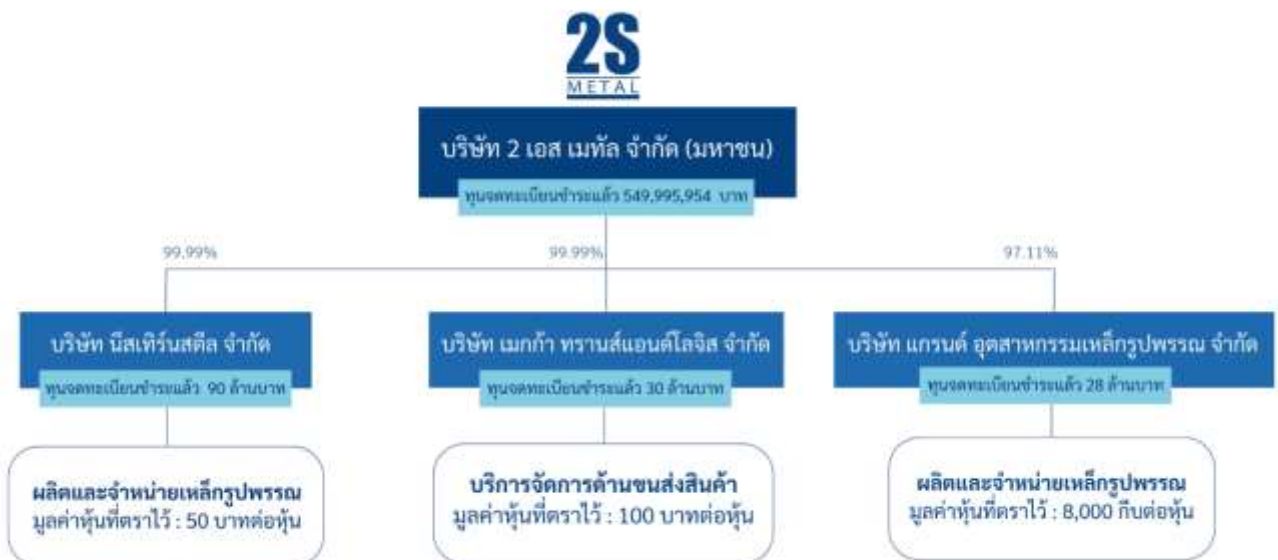 2S
METAL
บริษัท 2 เอส เมทัล จำกัด (มหาชน)
ทุนจดทะเบียนชำระแล้ว 549,995,954 บาท
99.99%
99.99%
97.11%
บริษัท นีสเทิร์นสตีล จำกัด
ทุนจดทะเบียนชำระแล้ว 90 ล้านบาท
ผลิตและจำหน่ายเหล็กรูปพรรณ
มูลค่าหุ้นที่ตราไว้ : 50 บาทต่อหุ้น
บริษัท เมกก้า ทรานส์แอนด์โลจิส จำกัด
ทุนจดทะเบียนชำระแล้ว 30 ล้านบาท
บริการจัดการด้านขนส่งสินค้า
มูลค่าหุ้นที่ตราไว้ : 100 บาทต่อหุ้น
บริษัท แกรนด์ อุตสาหกรรมเหล็กรูปพรรณ จำกัด
ทุนจดทะเบียนชำระแล้ว 28 ล้านบาท
ผลิตและจำหน่ายเหล็กรูปพรรณ
มูลค่าหุ้นที่ตราไว้ : 8,000 กีบต่อหุ้น